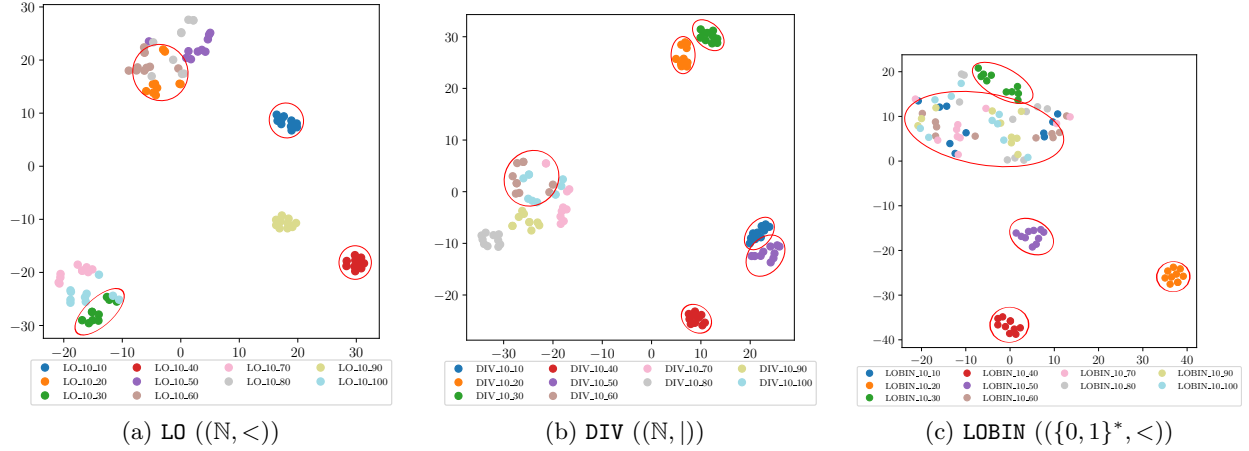 30
20
10
0
−10
−20
−30
−20 −10 0 10 20 30
LO_10_10 LO_10_40 LO_10_70 LO_10_90
LO_10_20 LO_10_50 LO_10_80 LO_10_100
LO_10_30 LO_10_60
(a) LO ((ℕ, <))
30
20
10
0
−10
−20
−30 −20 −10 0 10 20
DIV_10_10 DIV_10_40 DIV_10_70 DIV_10_90
DIV_10_20 DIV_10_50 DIV_10_80 DIV_10_100
DIV_10_30 DIV_10_60
(b) DIV ((ℕ, |))
20
10
0
−10
−20
−30
−40
−20 −10 0 10 20 30 40
LOBIN_10_10 LOBIN_10_40 LOBIN_10_70 LOBIN_10_90
LOBIN_10_20 LOBIN_10_50 LOBIN_10_80 LOBIN_10_100
LOBIN_10_30 LOBIN_10_60
(c) LOBIN (({0, 1}*, <))